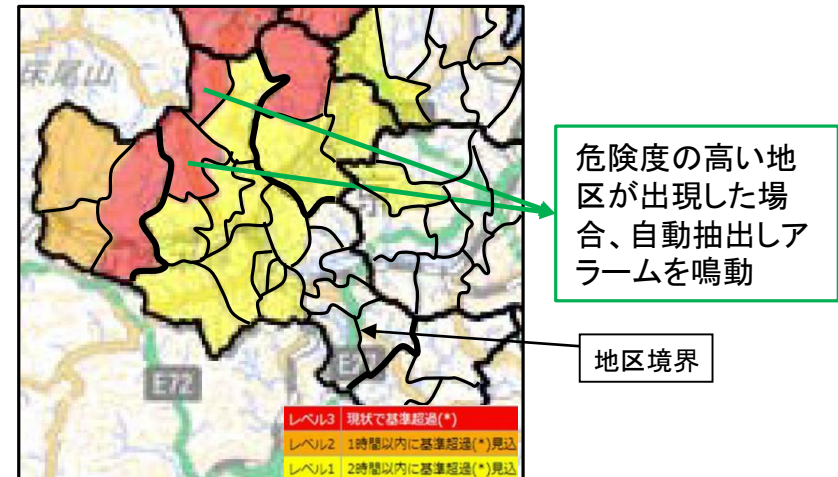 床尾山
危険度の高い地
区が出現した場
合、自動抽出しア
ラームを鳴動
地区境界
E72
レベル3 現状で基準超過(*)
レベル2 1時間以内に基準超過(*)見込
レベル1 2時間以内に基準超過(*)見込